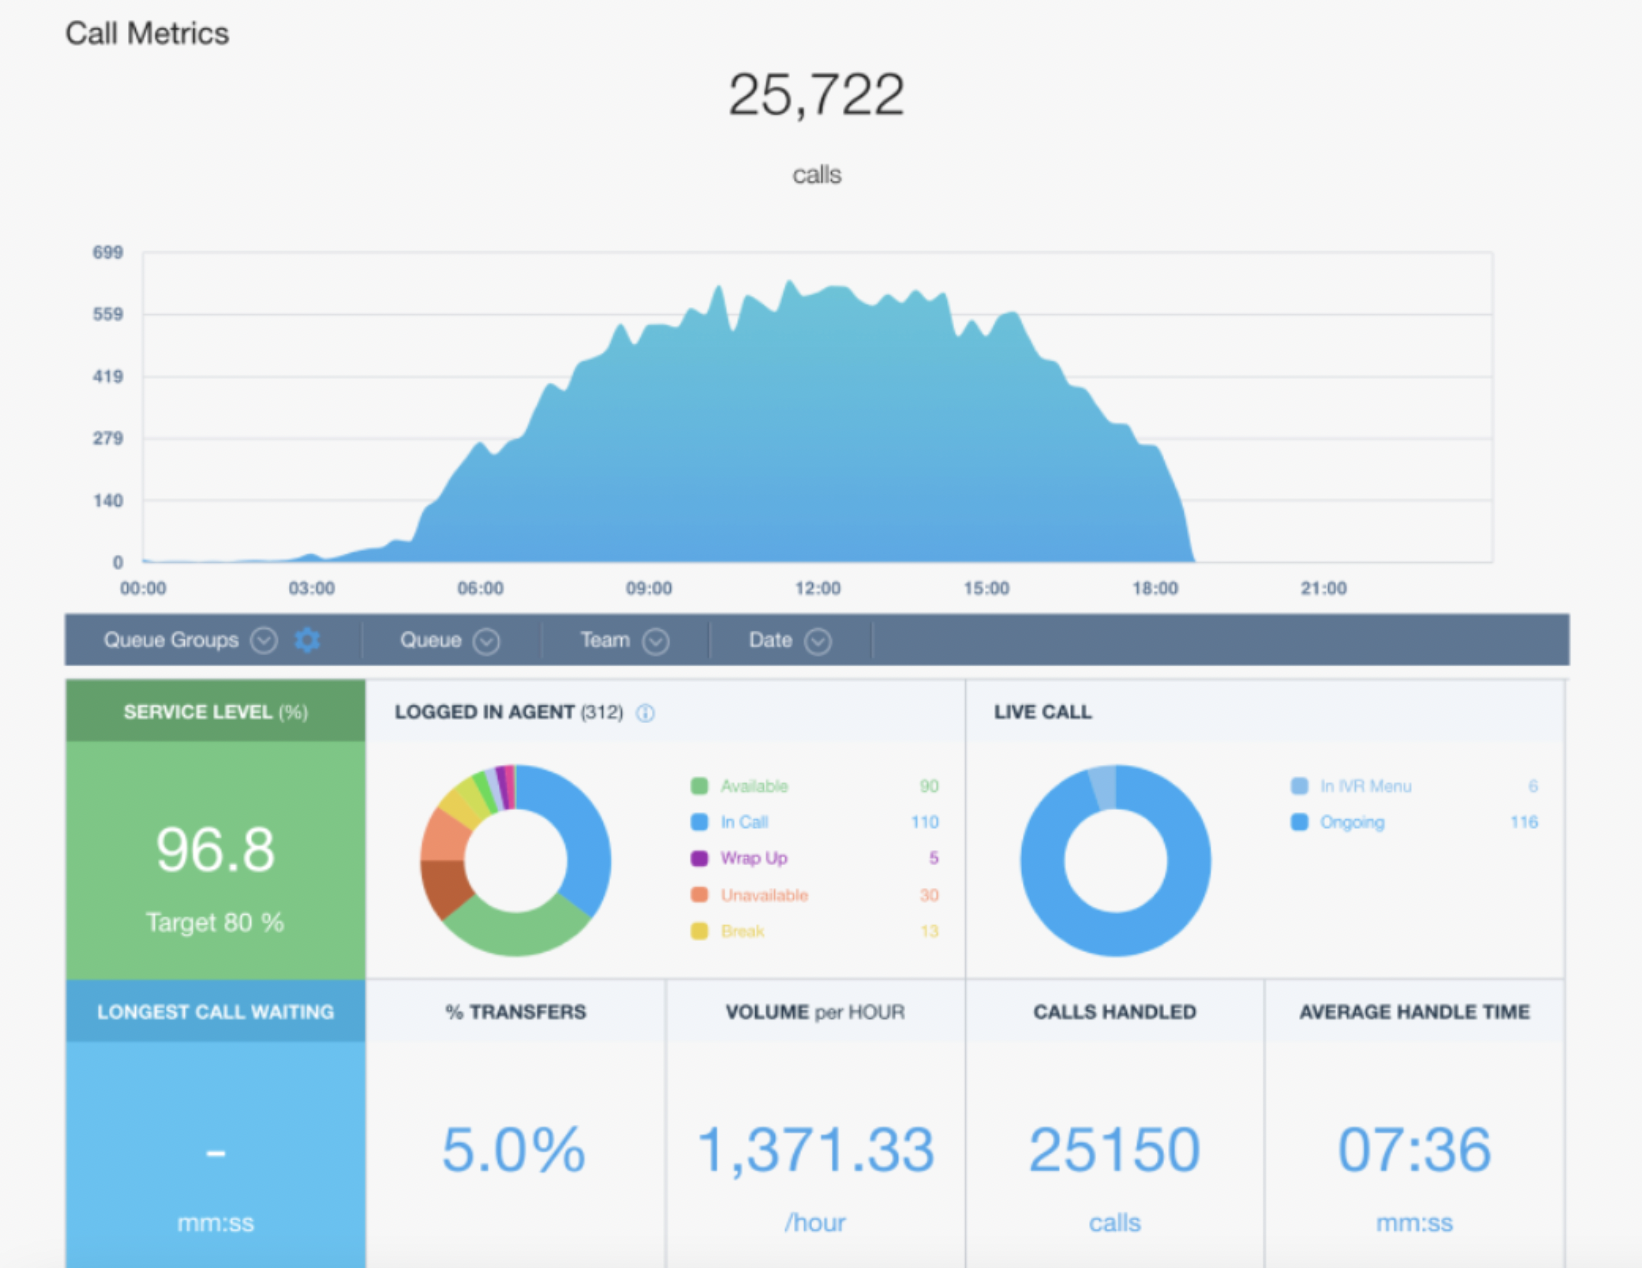 Call Metrics
25,722
calls
699
559
419
279
140
0
00:00 03:00 06:00 09:00 12:00 15:00 18:00 21:00
Queue Groups Queue Team Date
SERVICE LEVEL (%)
96.8
Target 80 %
LOGGED IN AGENT (312)
Available 90
In Call 110
Wrap Up 5
Unavailable 30
Break 13
LIVE CALL
In IVR Menu 6
Ongoing 116
LONGEST CALL WAITING
-
mm:ss
% TRANSFERS
5.0%
VOLUME per HOUR
1,371.33
/hour
CALLS HANDLED
25150
calls
AVERAGE HANDLE TIME
07:36
mm:ss